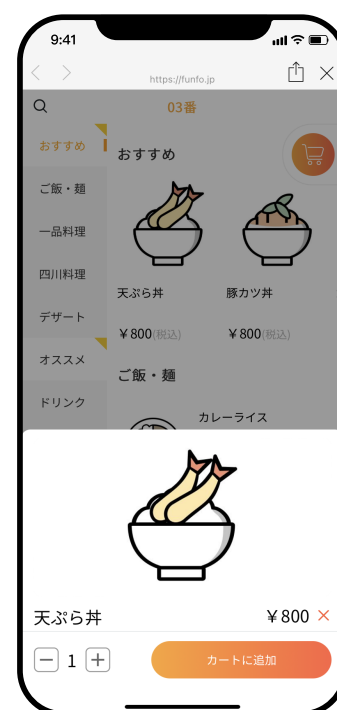 9:41
https://funfo.jp
03番
おすすめ
おすすめ
ご飯・麺
一品料理
四川料理
デザート
オススメ
ドリンク
天ぷら丼
豚カツ丼
￥800(税込)
￥800(税込)
ご飯・麺
カレーライス
天ぷら丼
￥800 ×
1
カートに追加